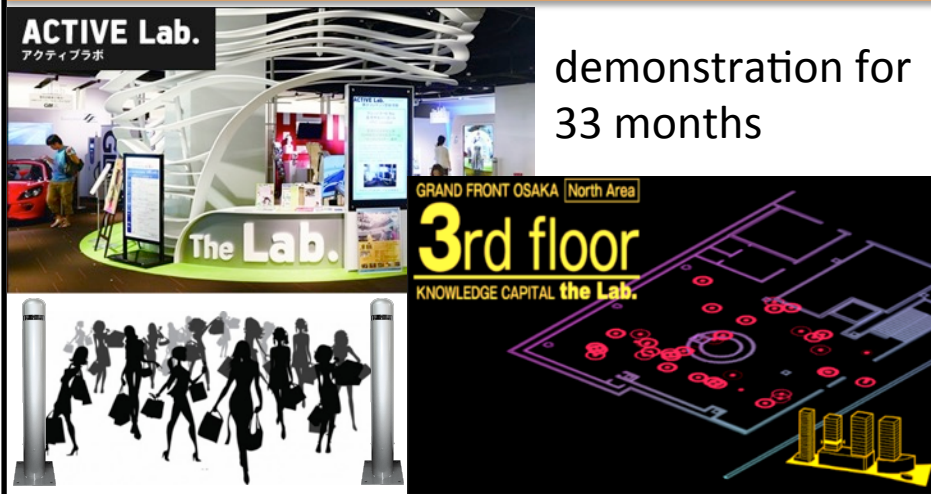 ACTIVE Lab.
アクティブラボ
demonstration for
33 months
ACTIVE Lab.
The Lab.
GRAND FRONT OSAKA North Area
3rd floor
KNOWLEDGE CAPITAL the Lab.